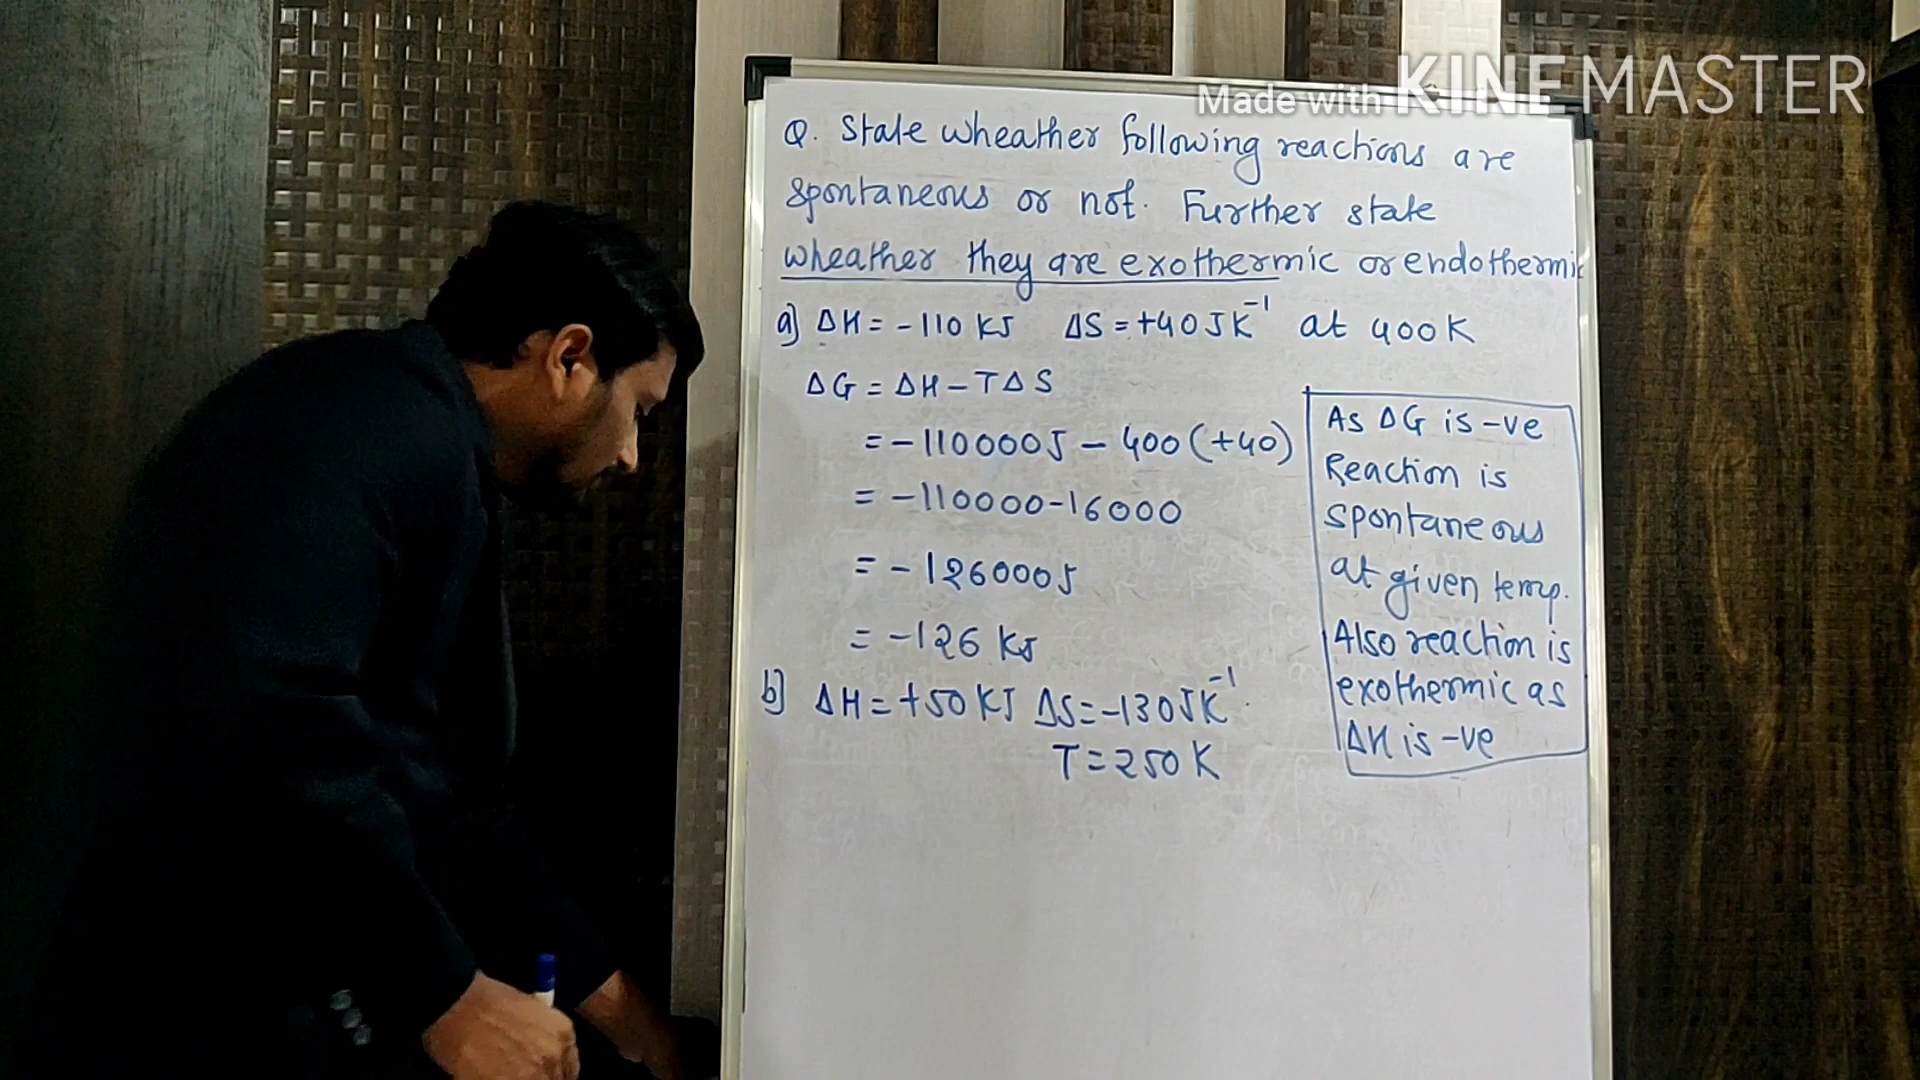 Made with KINEMASTER
Q. State wheather following reactions are
spontaneous or not. Further state
wheather they are exothermic or endothermic
a) ΔH = -110 KJ ΔS = +40 JK⁻¹ at 400K
ΔG = ΔH - TΔS
= -110000J - 400(+40)
= -110000-16000
= -126000J
= -126 KJ
b) ΔH = +50 KJ ΔS = -130JK⁻¹
T = 250 K
As ΔG is -ve
Reaction is
spontaneous
at given temp.
Also reaction is
exothermic as
ΔH is -ve